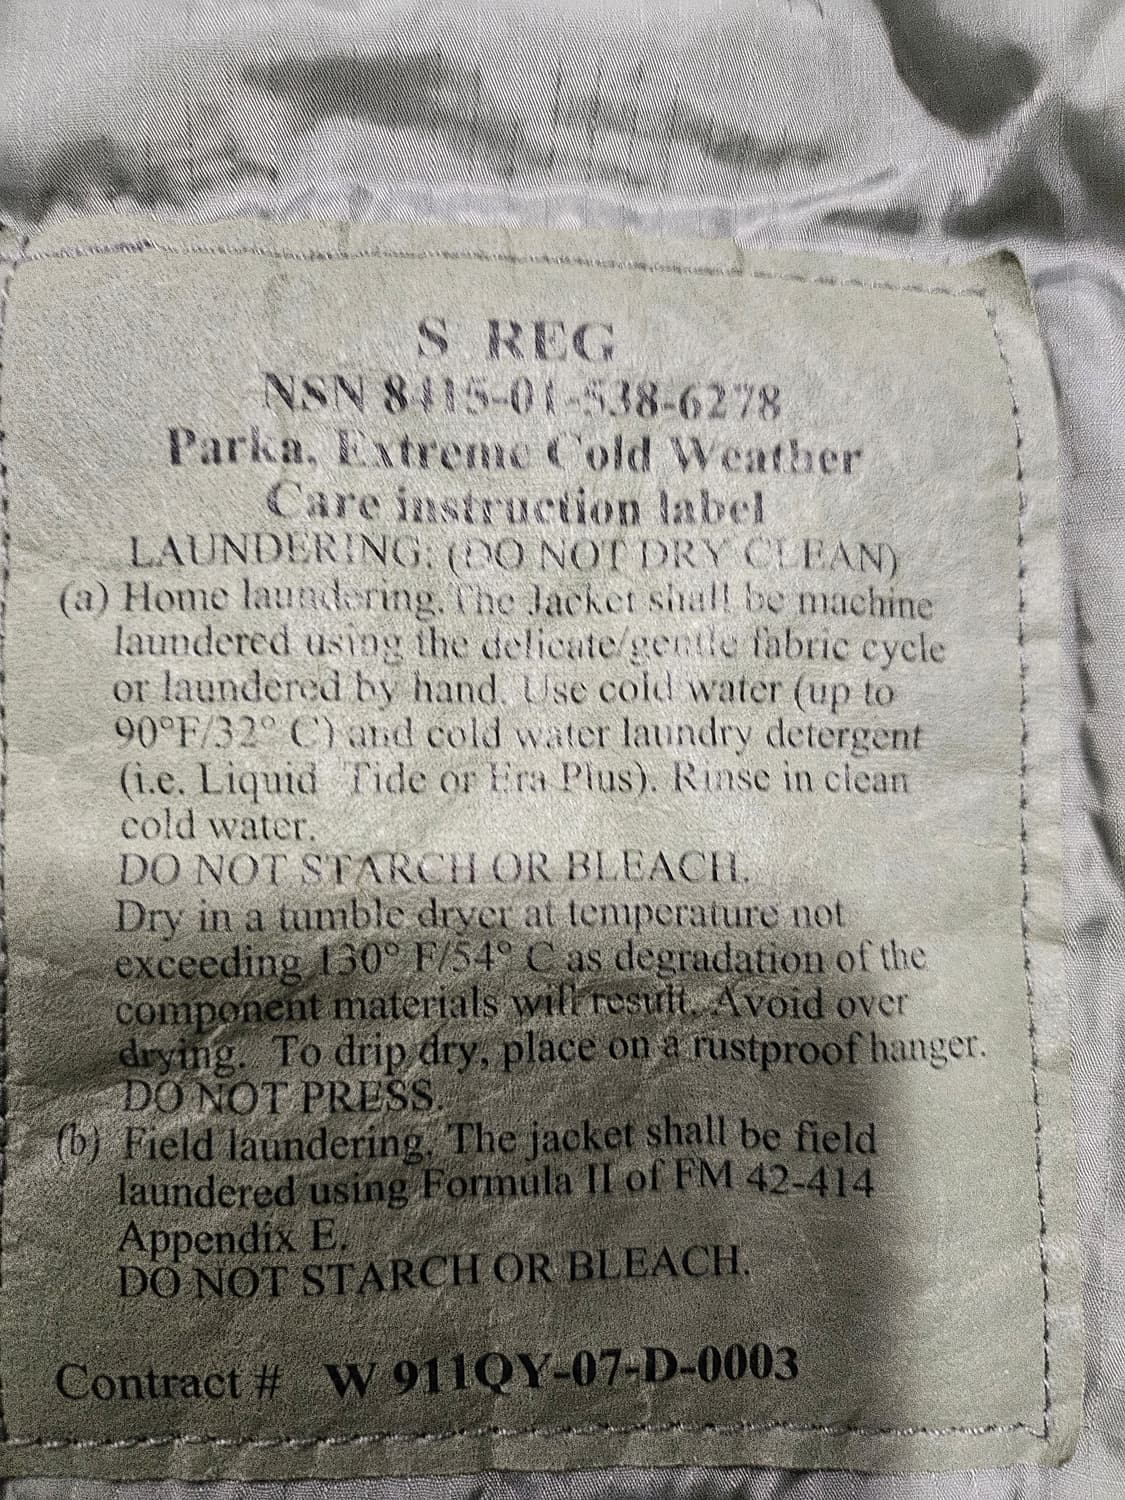 S REG
NSN 8415-01-538-6278
Parka, Extreme Cold Weather
Care instruction label
LAUNDERING: (DO NOT DRY CLEAN)
(a) Home laundering. The Jacket shall be machine
laundered using the delicate/gentle fabric cycle
or laundered by hand. Use cold water (up to
90°F/32° C) and cold water laundry detergent
(i.e. Liquid Tide or Era Plus). Rinse in clean
cold water.
DO NOT STARCH OR BLEACH.
Dry in a tumble dryer at temperature not
exceeding 130° F/54° C as degradation of the
component materials will result. Avoid over
drying. To drip dry, place on a rustproof hanger.
DO NOT PRESS.
(b) Field laundering. The jacket shall be field
laundered using Formula II of FM 42-414
Appendix E.
DO NOT STARCH OR BLEACH.
Contract # W 911QY-07-D-0003